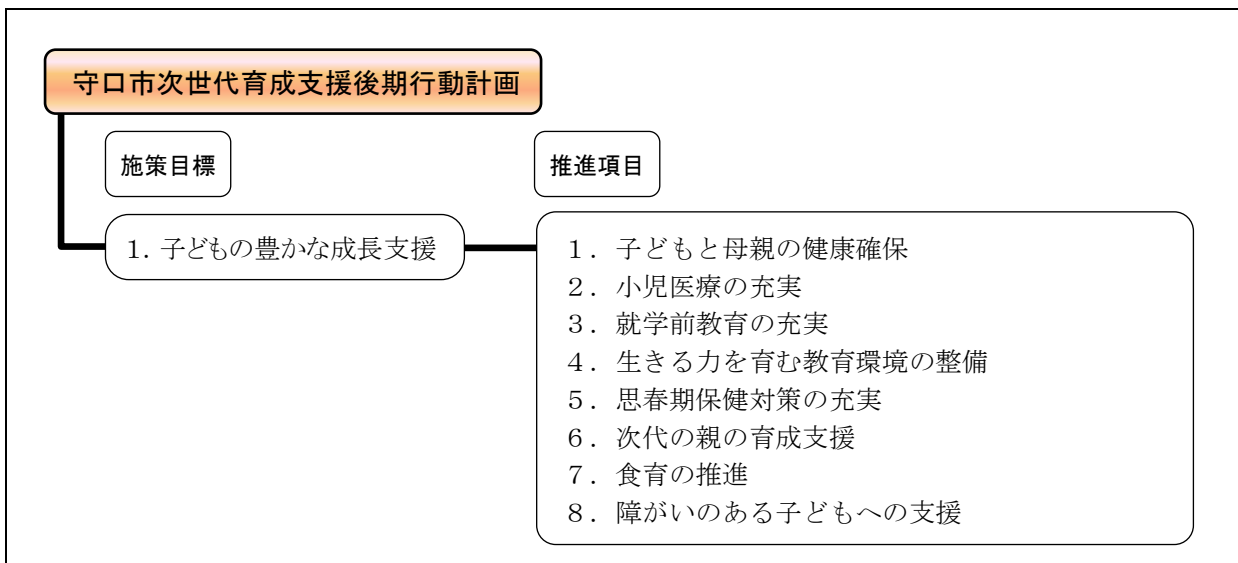 守口市次世代育成支援後期行動計画
施策目標
推進項目
1. 子どもの豊かな成長支援
１．子どもと母親の健康確保
２．小児医療の充実
３．就学前教育の充実
４．生きる力を育む教育環境の整備
５．思春期保健対策の充実
６．次代の親の育成支援
７．食育の推進
８．障がいのある子どもへの支援